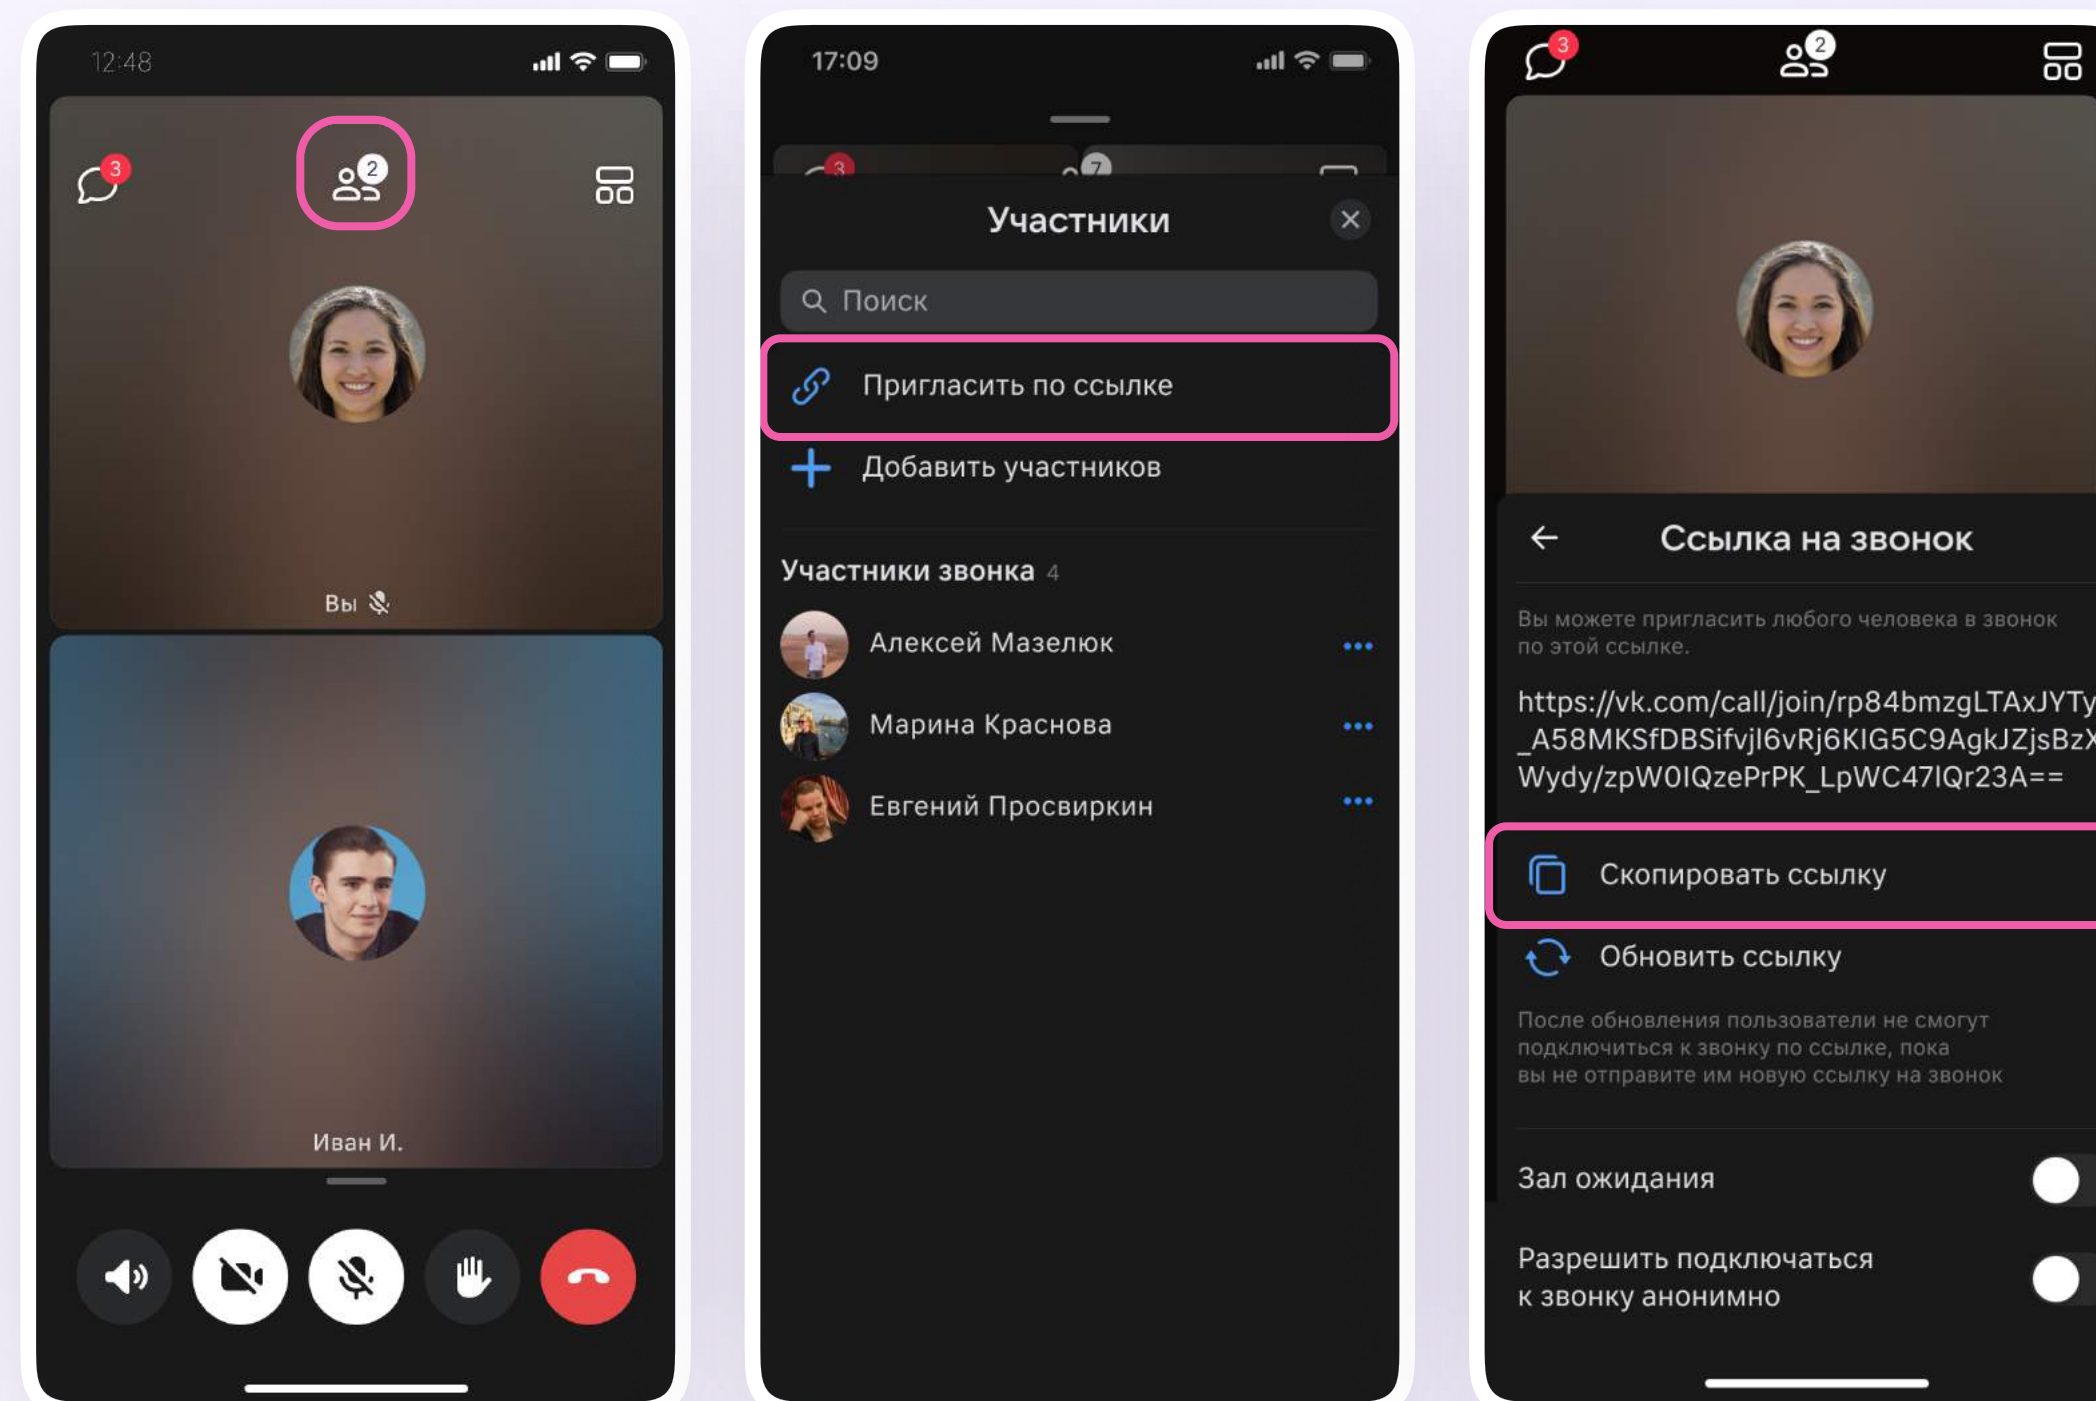 12:48
3
2
Вы
Иван И.
17:09
3
7
Участники
Поиск
Пригласить по ссылке
Добавить участников
Участники звонка 4
Алексей Мазелюк
Марина Краснова
Евгений Просвиркин
3
2
Ссылка на звонок
Вы можете пригласить любого человека в звонок
по этой ссылке.
https://vk.com/call/join/rp84bmzgLTAxJYTy
_A58MKSfDBSifvjl6vRj6KIG5C9AgkJZjsBzX
Wydy/zpW0IQzePrPK_LpWC47lQr23A==
Скопировать ссылку
Обновить ссылку
После обновления пользователи не смогут
подключиться к звонку по ссылке, пока
вы не отправите им новую ссылку на звонок
Зал ожидания
Разрешить подключаться
к звонку анонимно